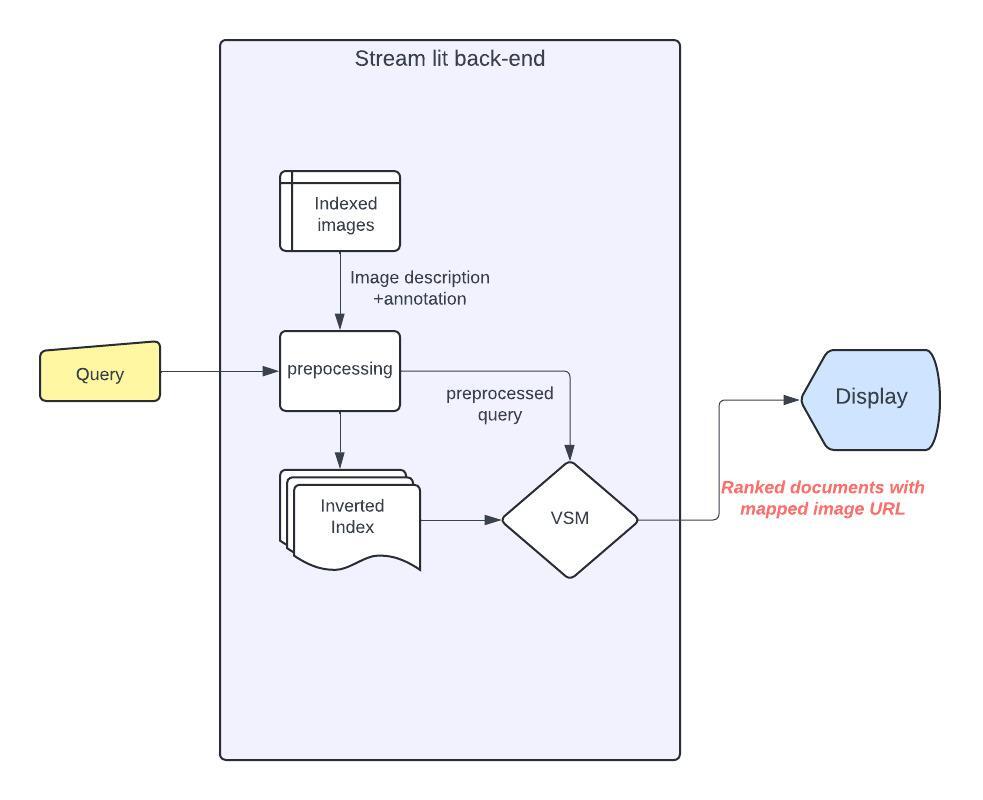 Stream lit back-end
Indexed
images
Image description
+annotation
Query
prepocessing
preprocessed
query
Display
Ranked documents with
mapped image URL
Inverted
Index
VSM